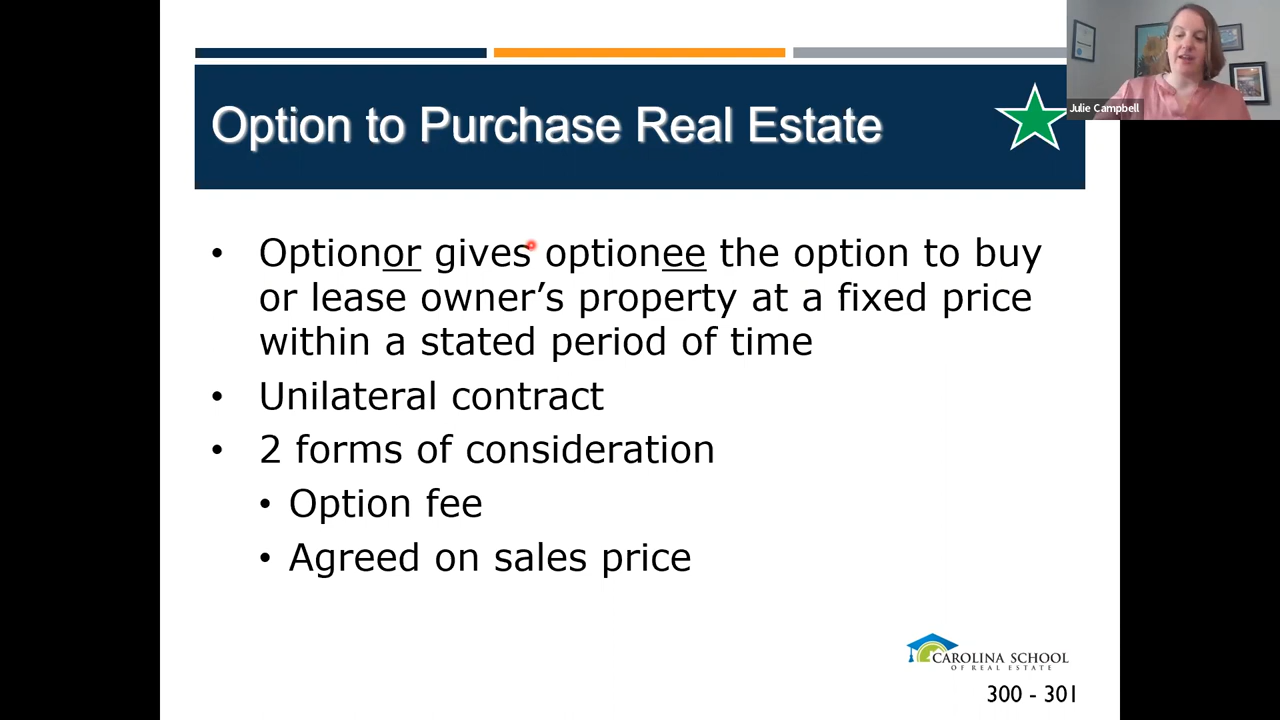 Option to Purchase Real Estate
Julie Campbell
• Optionor gives optionee the option to buy
or lease owner’s property at a fixed price
within a stated period of time
• Unilateral contract
• 2 forms of consideration
• Option fee
• Agreed on sales price
CAROLINA SCHOOL
OF REAL ESTATE
300 - 301